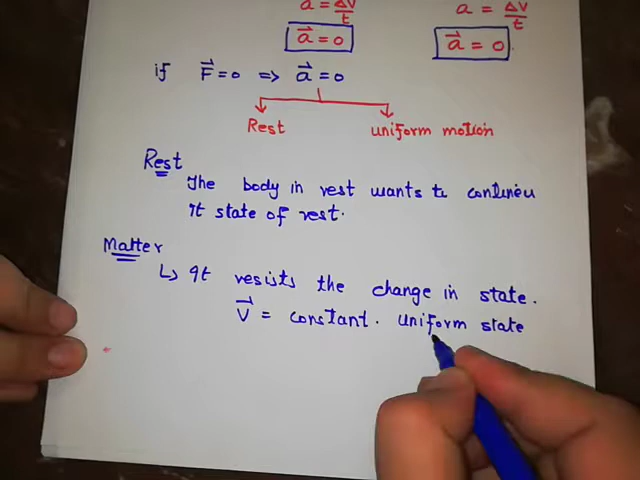 a = ΔV/t a = ΔV/t
a⃗ = 0 a⃗ = 0
if F⃗ = 0 => a⃗ = 0
Rest uniform motion
Rest
The body in rest wants to contineu
it state of rest.
Matter
↳ It resists the change in state.
V⃗ = constant. Uniform state